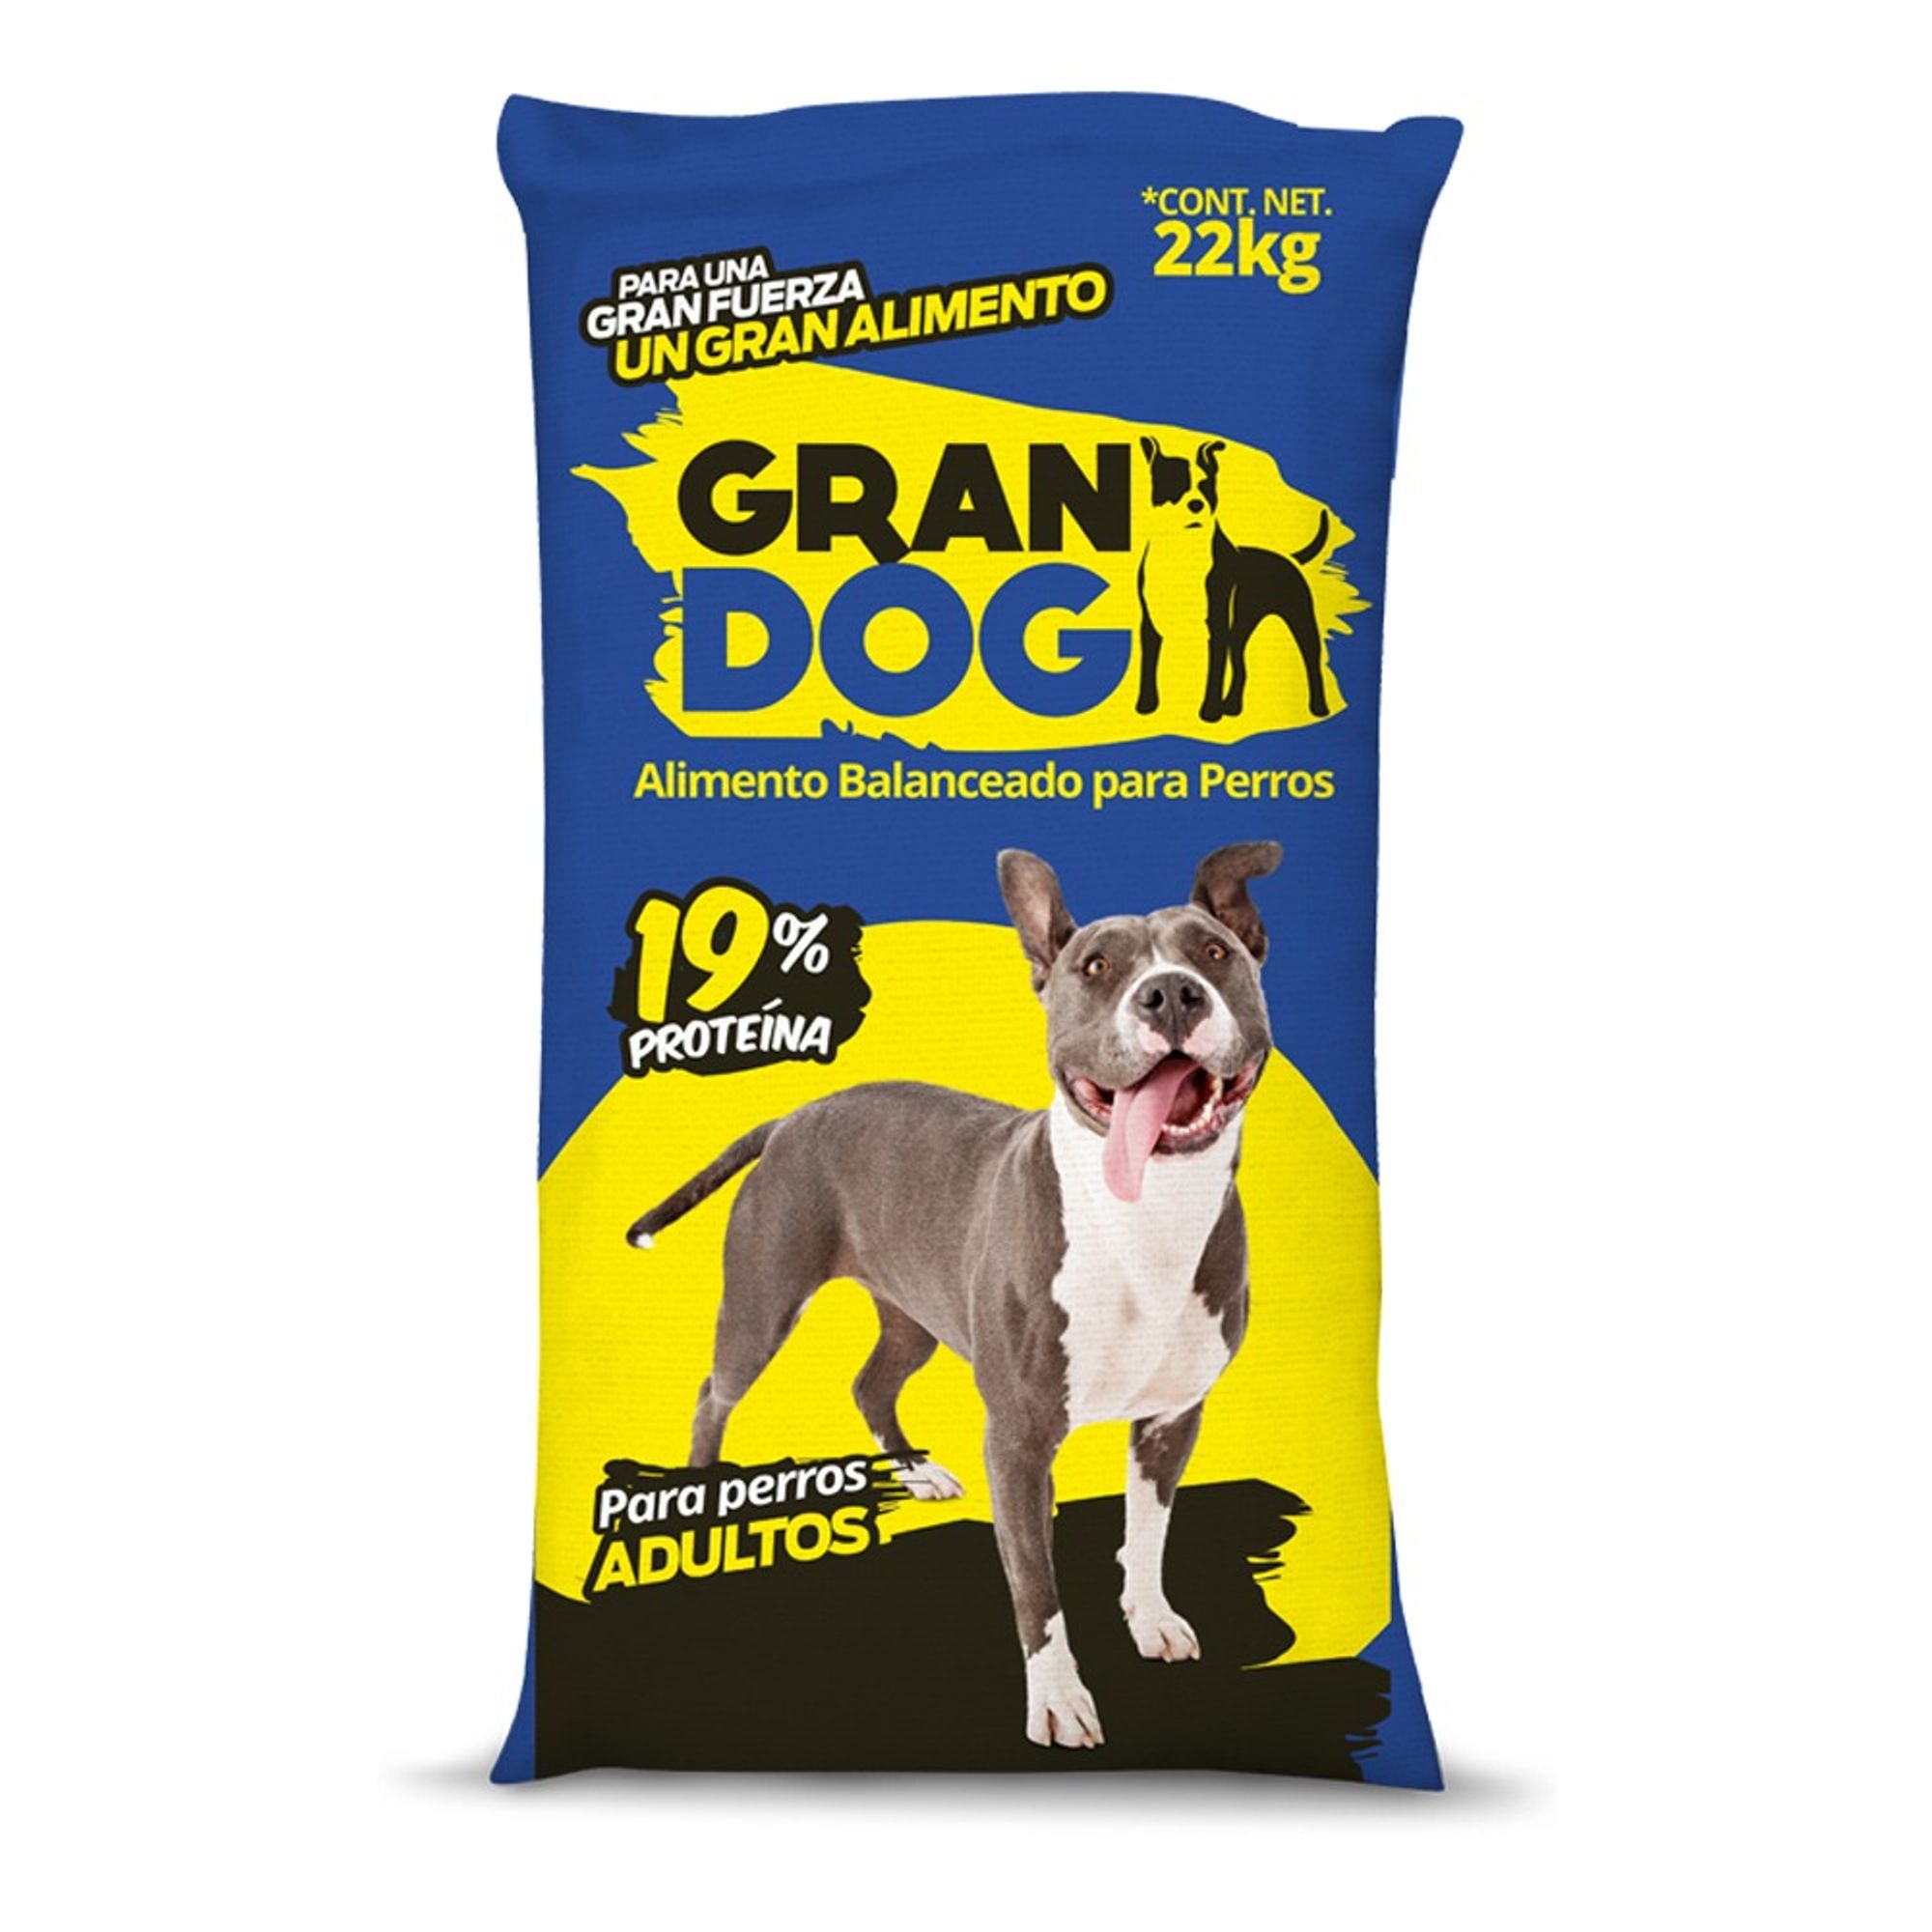 *CONT. NET.
22kg
PARA UNA
GRAN FUERZA
UN GRAN ALIMENTO
GRAN
DOG
Alimento Balanceado para Perros
19%
PROTEÍNA
Para perros
ADULTOS